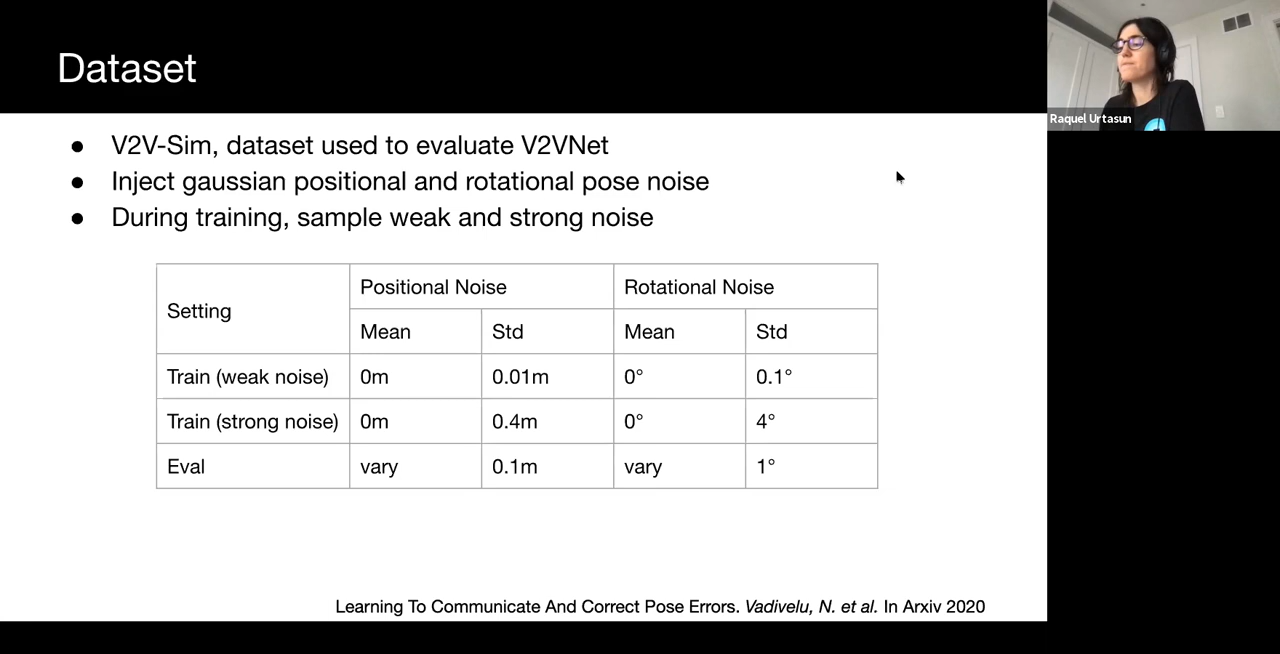 Dataset
Raquel Urtasun
● V2V-Sim, dataset used to evaluate V2VNet
● Inject gaussian positional and rotational pose noise
● During training, sample weak and strong noise
Setting Positional Noise Rotational Noise
Mean Std Mean Std
Train (weak noise) 0m 0.01m 0° 0.1°
Train (strong noise) 0m 0.4m 0° 4°
Eval vary 0.1m vary 1°
Learning To Communicate And Correct Pose Errors. Vadivelu, N. et al. In Arxiv 2020